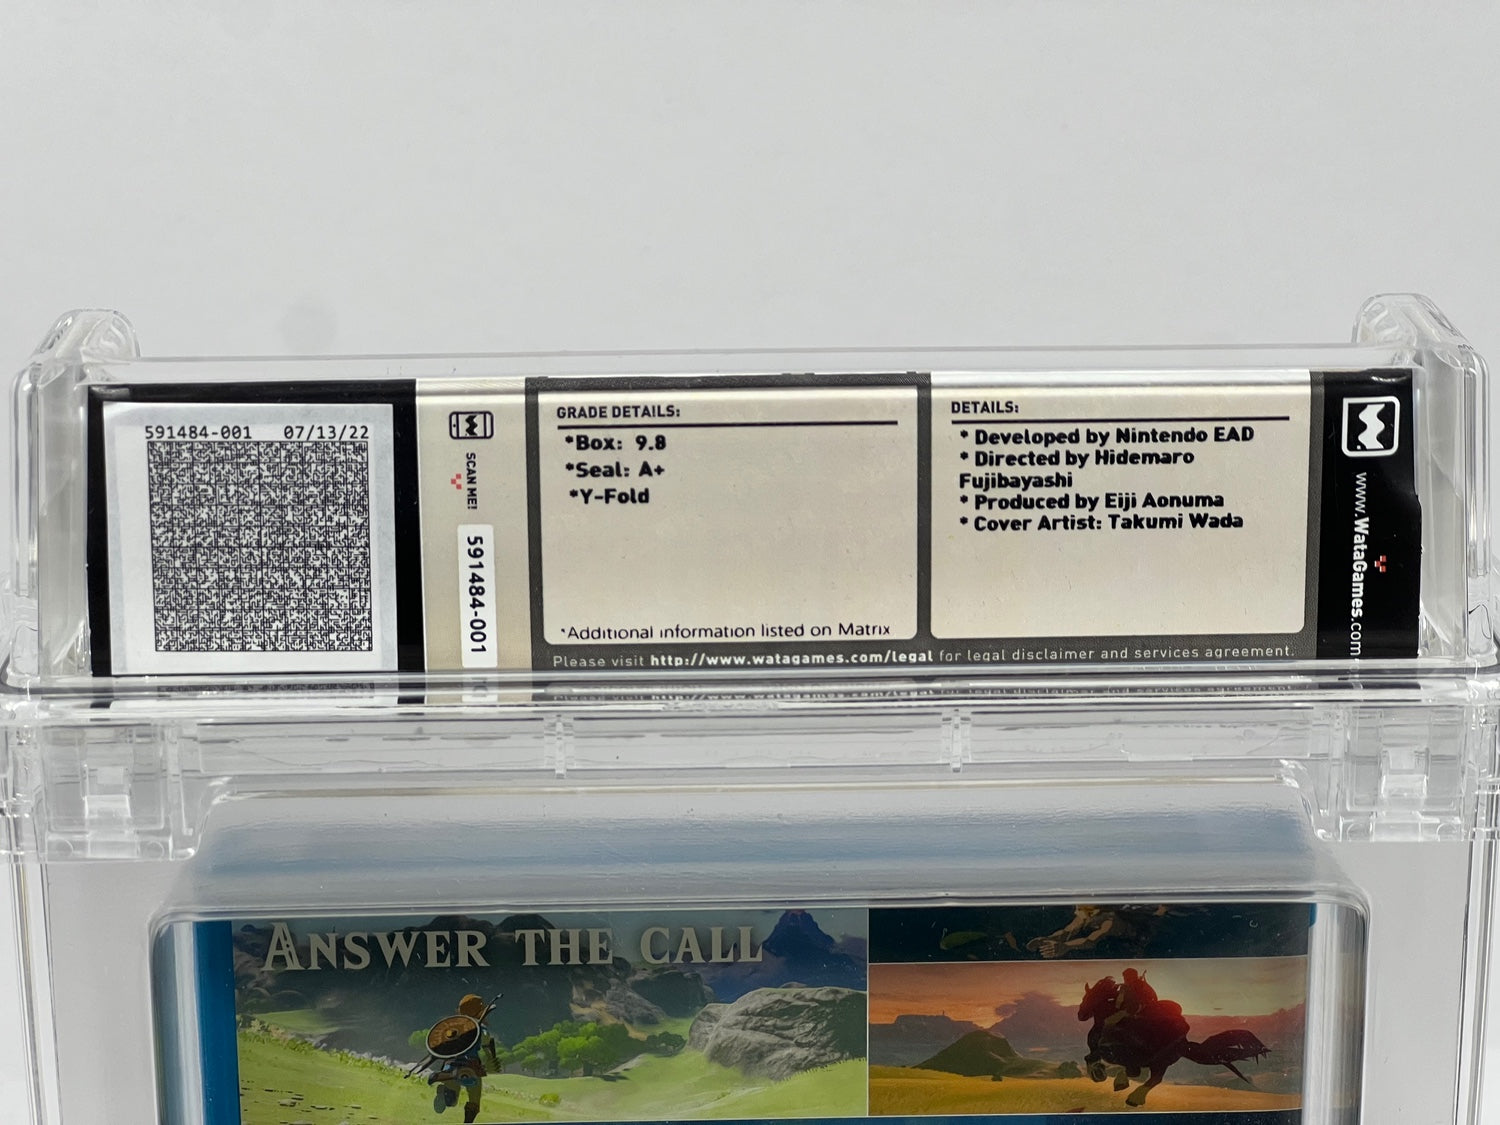 591484-001 07/13/22
SCAN ME!
591484-001
GRADE DETAILS:
*Box: 9.8
*Seal: A+
*Y-Fold
*Additional information listed on Matrix
DETAILS:
* Developed by Nintendo EAD
* Directed by Hidemaro
Fujibayashi
* Produced by Eiji Aonuma
* Cover Artist: Takumi Wada
Please visit http://www.watagames.com/legal for legal disclaimer and services agreement.
www.WataGames.com
ANSWER THE CALL